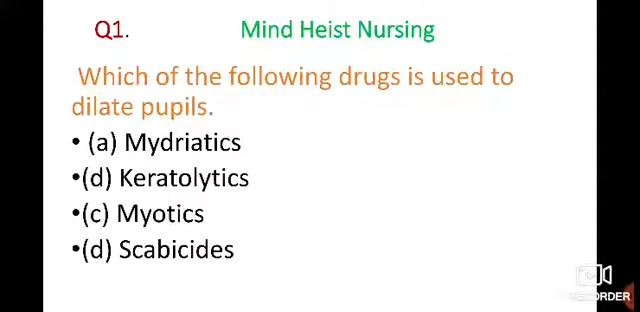 Q1. Mind Heist Nursing
Which of the following drugs is used to
dilate pupils.
• (a) Mydriatics
•(d) Keratolytics
•(c) Myotics
•(d) Scabicides